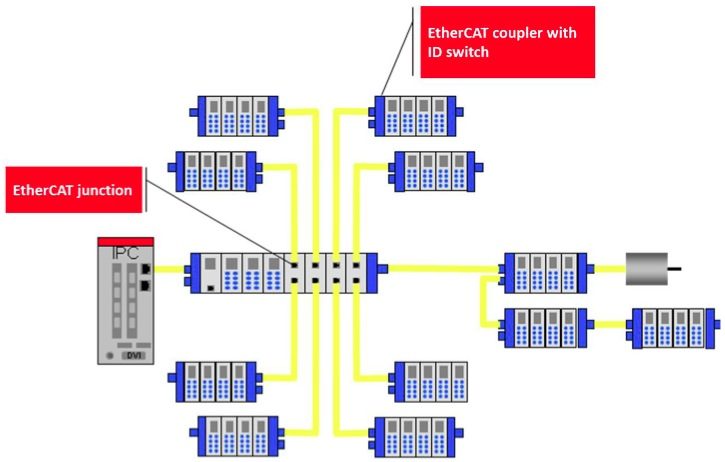 EtherCAT coupler with
ID switch
EtherCAT junction
IPC
DVI